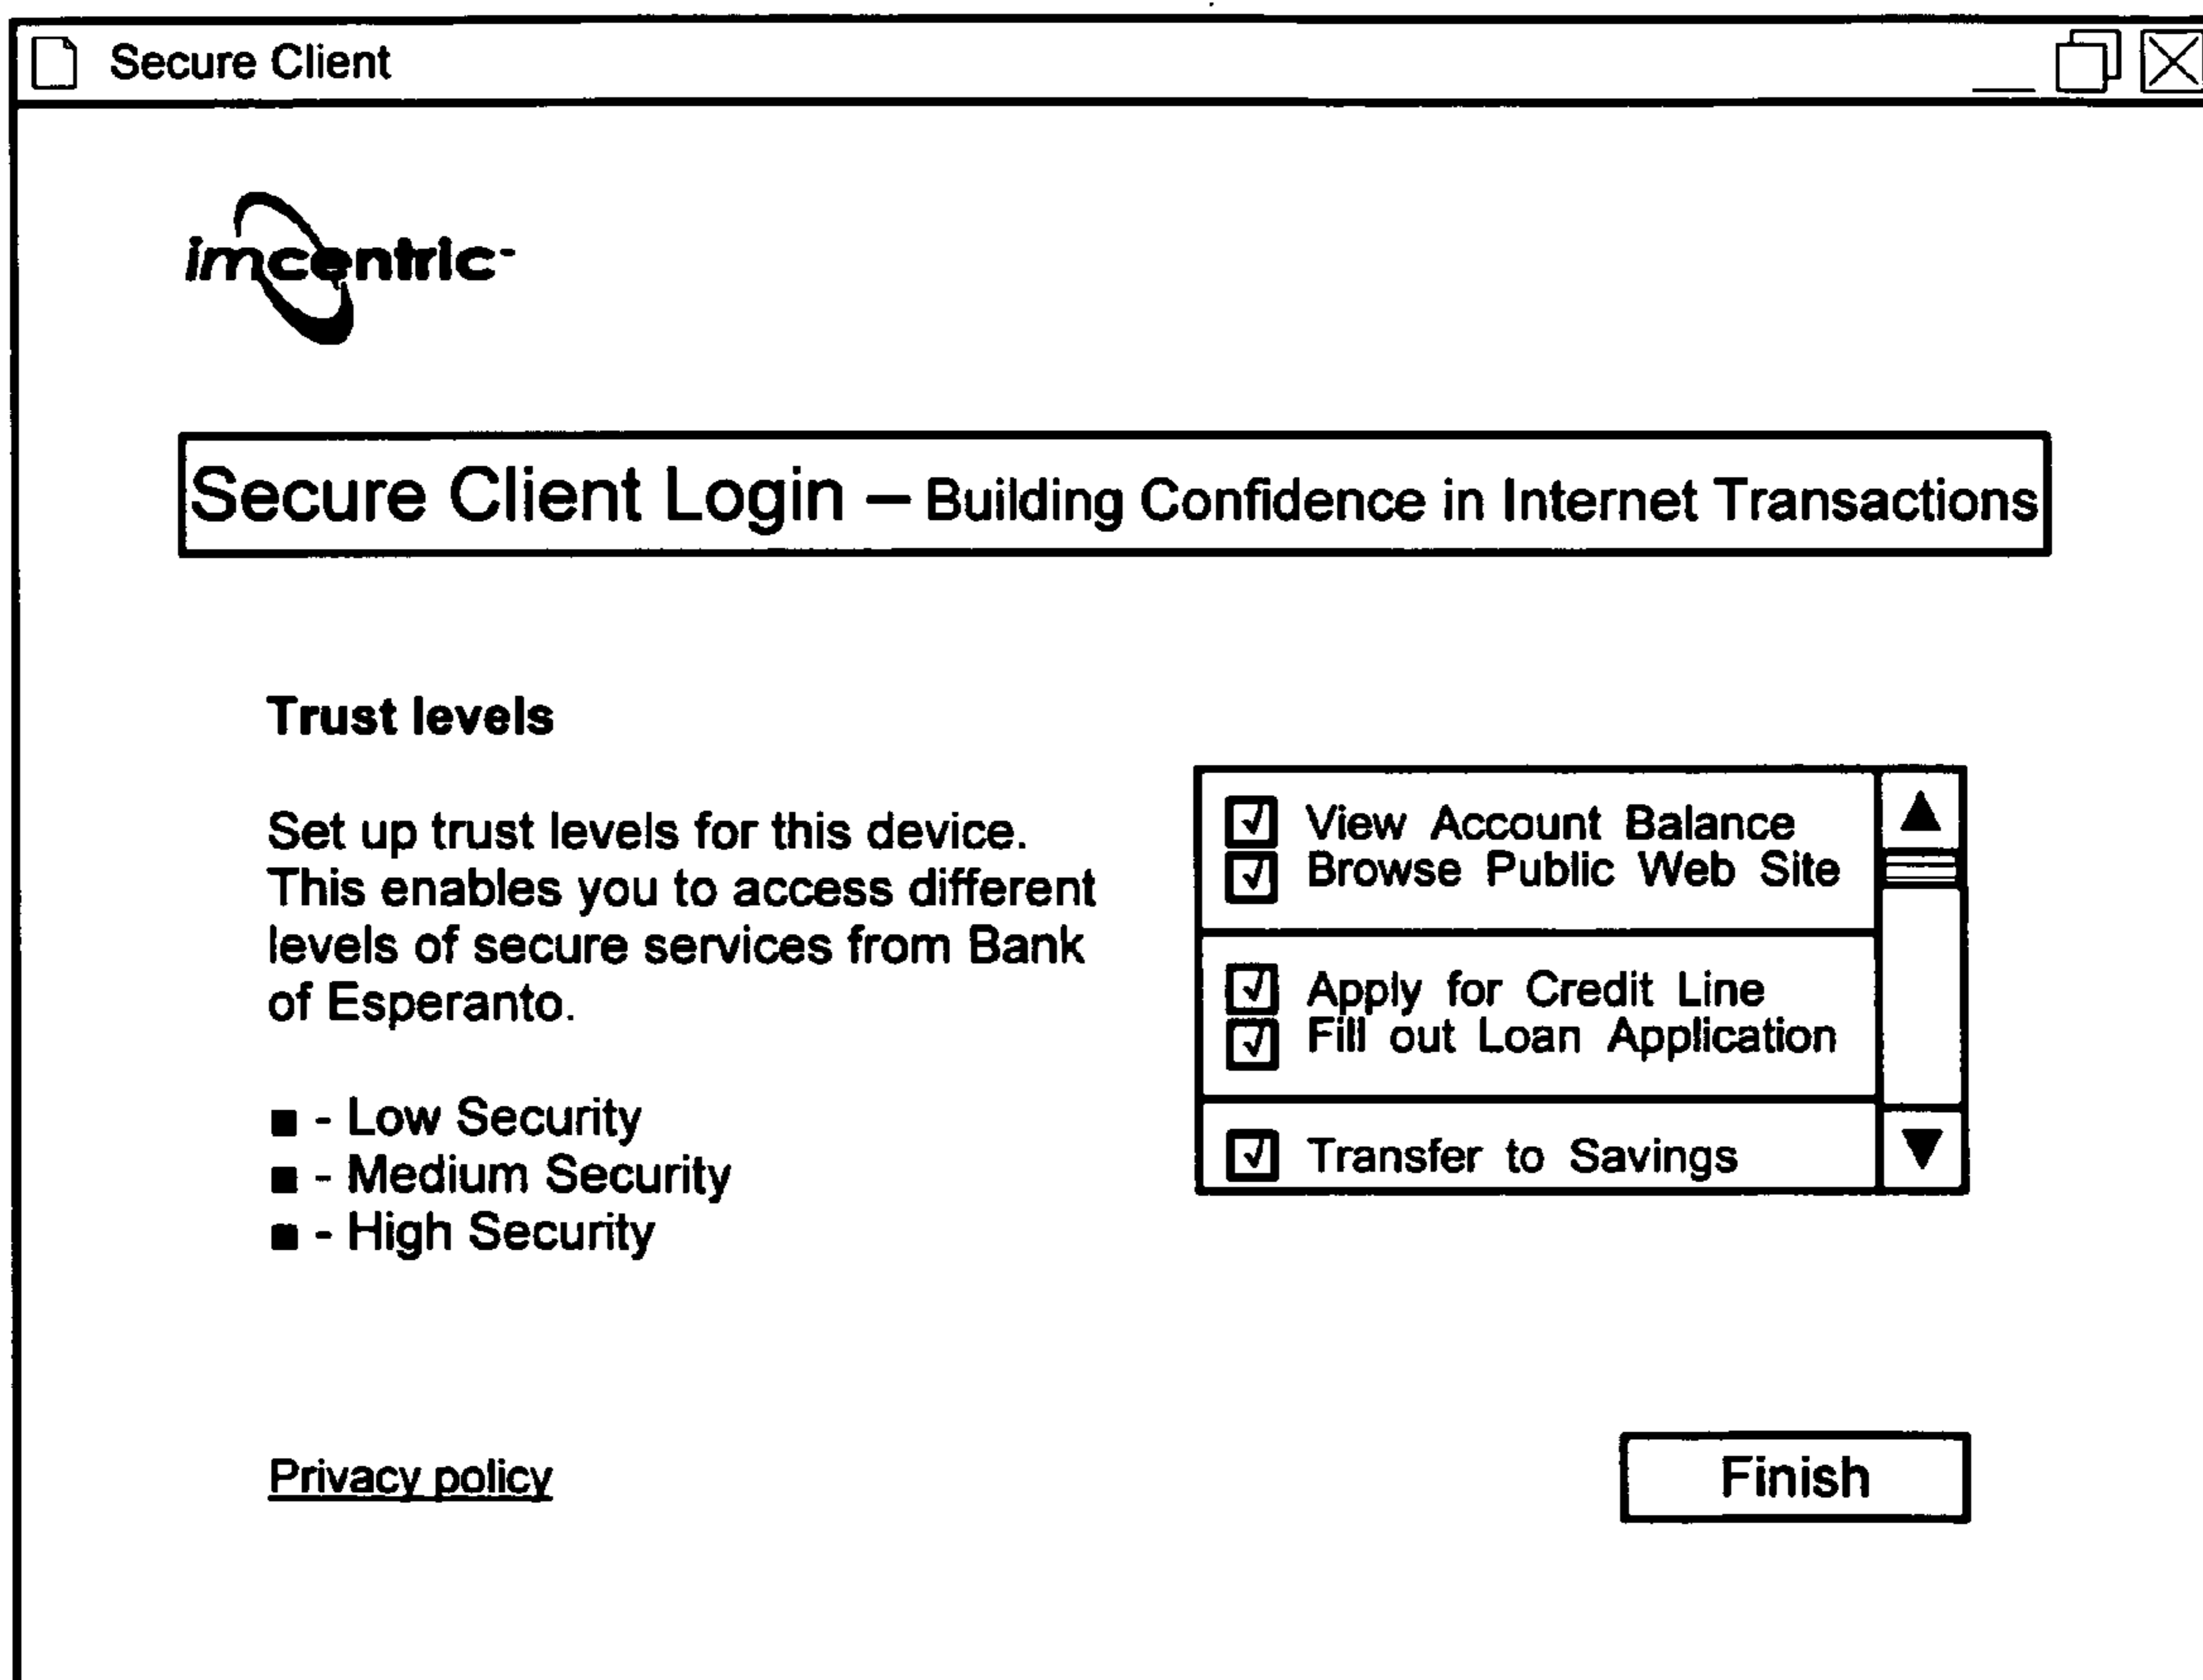 Secure Client
imcentric
Secure Client Login — Building Confidence in Internet Transactions
Trust levels
Set up trust levels for this device.
This enables you to access different
levels of secure services from Bank
of Esperanto.
■ - Low Security
■ - Medium Security
■ - High Security
View Account Balance
Browse Public Web Site
Apply for Credit Line
Fill out Loan Application
Transfer to Savings
Privacy policy
Finish